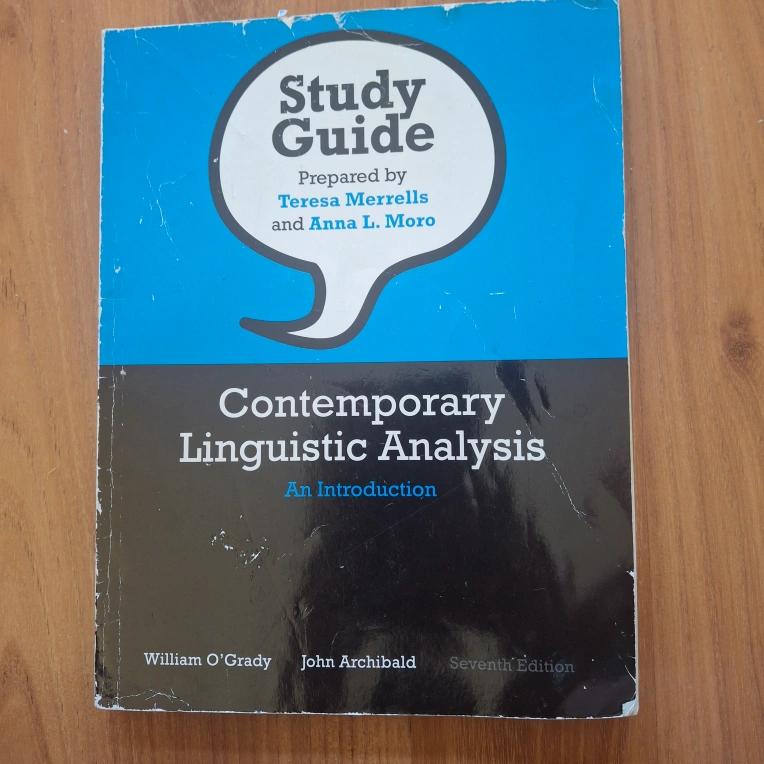 Study
Guide
Prepared by
Teresa Merrells
and Anna L. Moro
Contemporary
Linguistic Analysis
An Introduction
William O'Grady John Archibald Seventh Edition